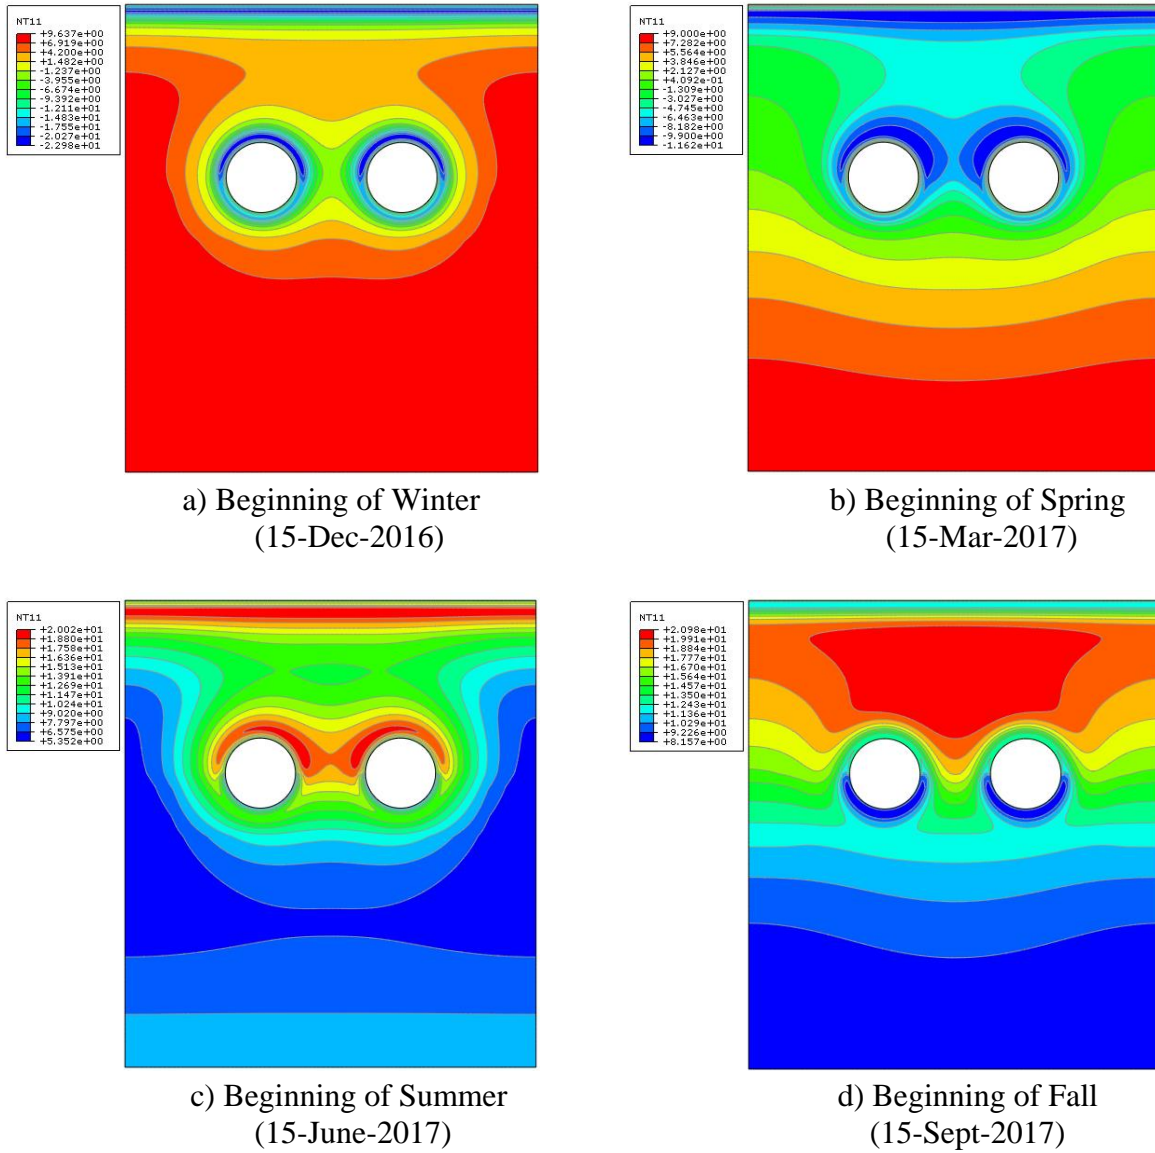 NT11
+9.637e+00
+6.919e+00
+4.200e+00
+1.482e+00
-1.237e+00
-3.955e+00
-6.674e+00
-9.392e+00
-1.211e+01
-1.483e+01
-1.755e+01
-2.027e+01
-2.298e+01
NT11
+9.000e+00
+7.282e+00
+5.564e+00
+3.846e+00
+2.127e+00
+4.092e-01
-1.309e+00
-3.027e+00
-4.745e+00
-6.463e+00
-8.182e+00
-9.900e+00
-1.162e+01
a) Beginning of Winter
(15-Dec-2016)
b) Beginning of Spring
(15-Mar-2017)
NT11
+2.002e+01
+1.880e+01
+1.758e+01
+1.636e+01
+1.513e+01
+1.391e+01
+1.269e+01
+1.147e+01
+1.024e+01
+9.020e+00
+7.797e+00
+6.575e+00
+5.352e+00
NT11
+2.098e+01
+1.991e+01
+1.884e+01
+1.777e+01
+1.670e+01
+1.564e+01
+1.457e+01
+1.350e+01
+1.243e+01
+1.136e+01
+1.029e+01
+9.226e+00
+8.157e+00
c) Beginning of Summer
(15-June-2017)
d) Beginning of Fall
(15-Sept-2017)